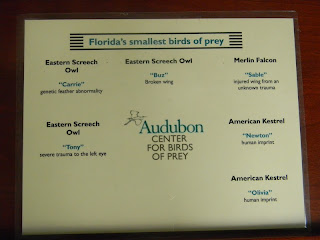 Florida's smallest birds of prey
Eastern Screech
Owl
"Carrie"
genetic feather abnormality
Eastern Screech Owl
"Buz"
Broken wing
Merlin Falcon
"Sable"
injured wing from an
unknown trauma
Eastern Screech
Owl
"Tony"
severe trauma to the left eye
Audubon
CENTER
FOR BIRDS
OF PREY
American Kestrel
"Newton"
human imprint
American Kestrel
"Olivia"
human imprint